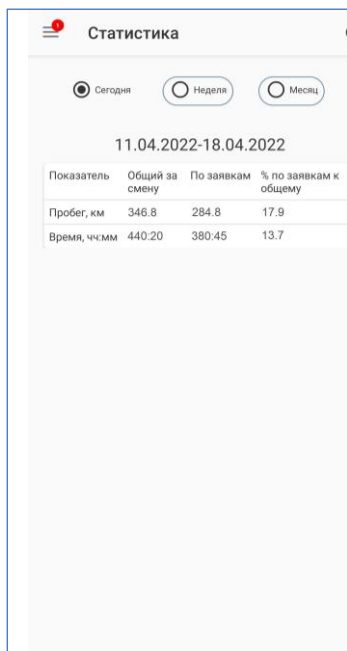 1
Статистика
Сегодня
Неделя
Месяц
11.04.2022-18.04.2022
Показатель Общий за смену По заявкам % по заявкам к общему
Пробег, км 346.8 284.8 17.9
Время, чч:мм 440:20 380:45 13.7